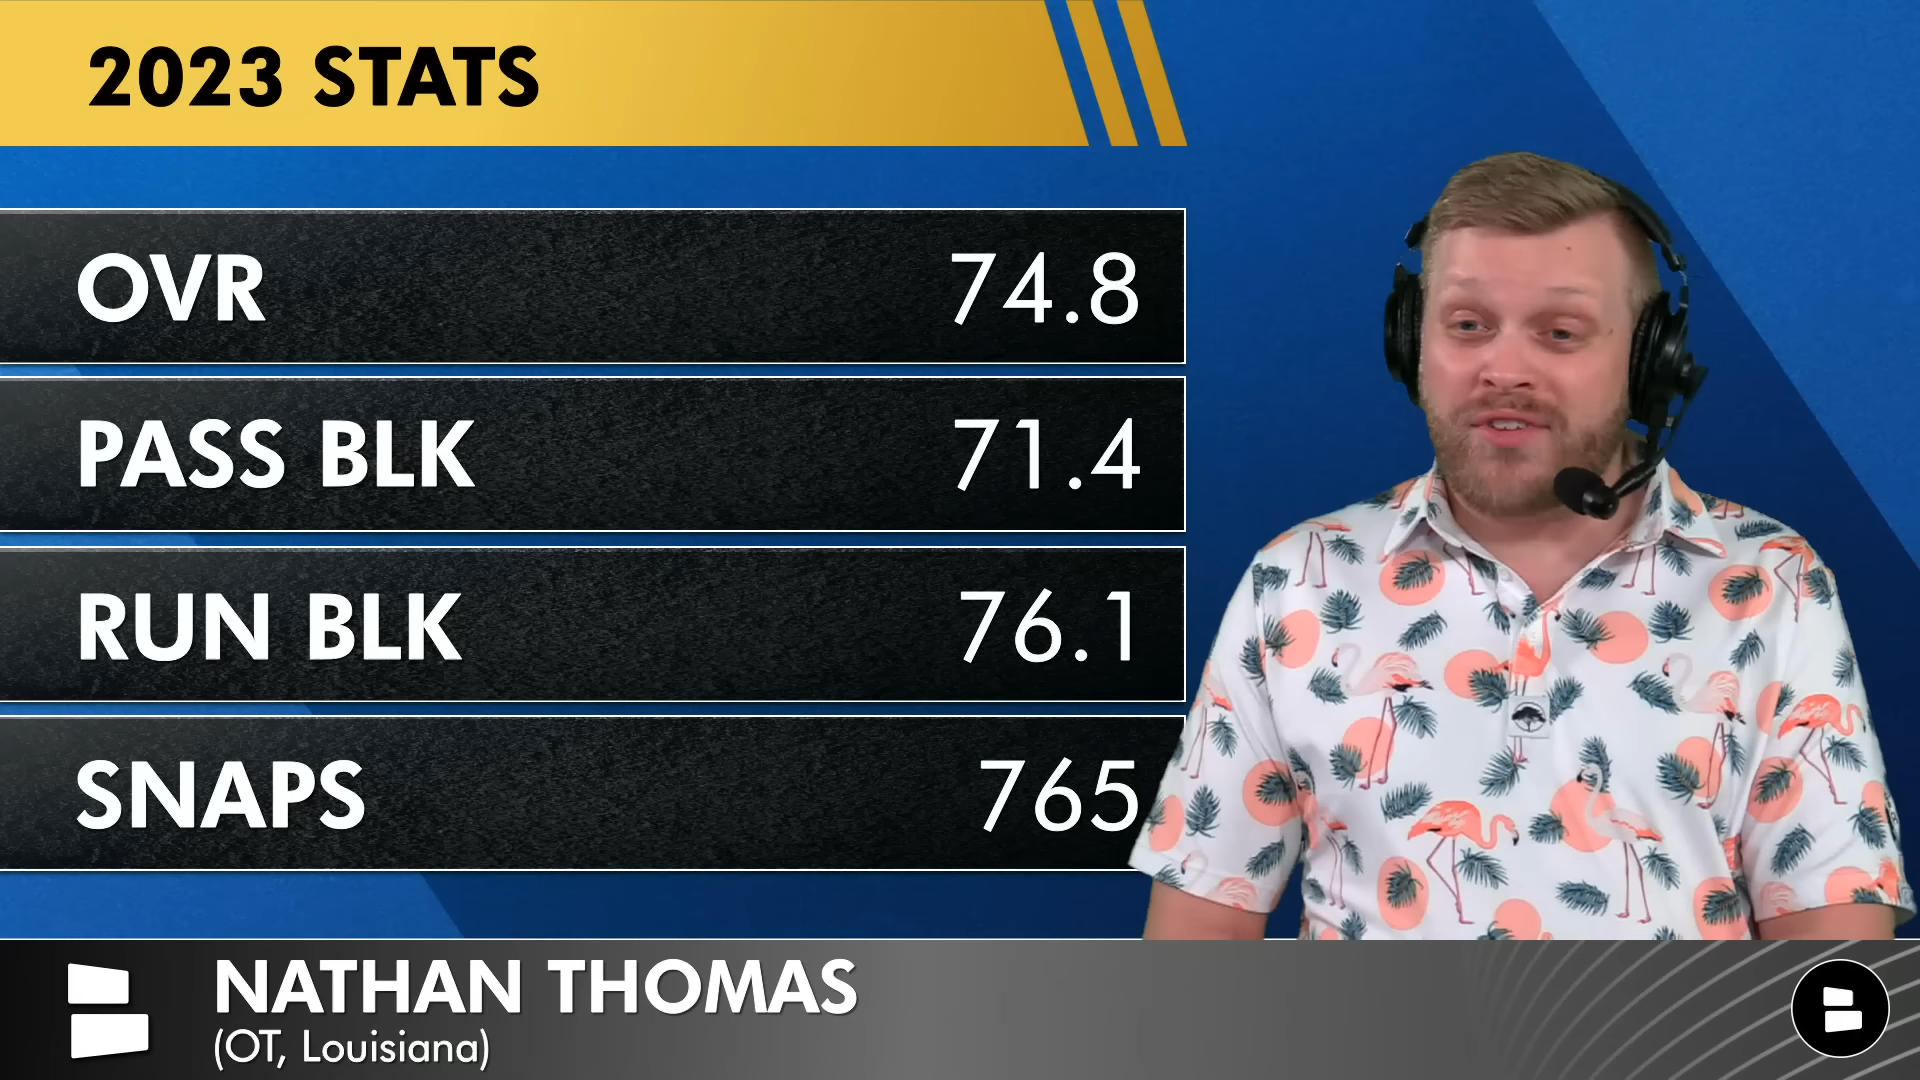 2023 STATS
OVR 74.8
PASS BLK 71.4
RUN BLK 76.1
SNAPS 765
NATHAN THOMAS
(OT, Louisiana)